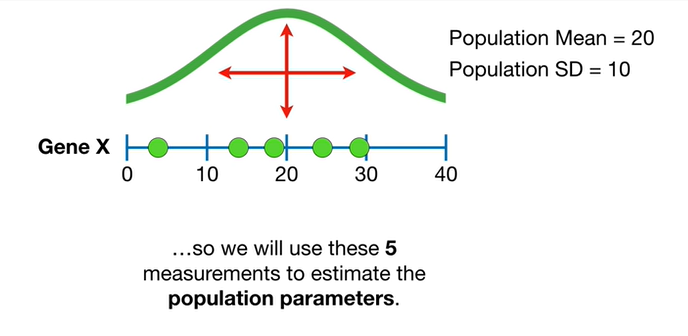 Population Mean = 20
Population SD = 10
Gene X
0 10 20 30 40
...so we will use these 5
measurements to estimate the
population parameters.